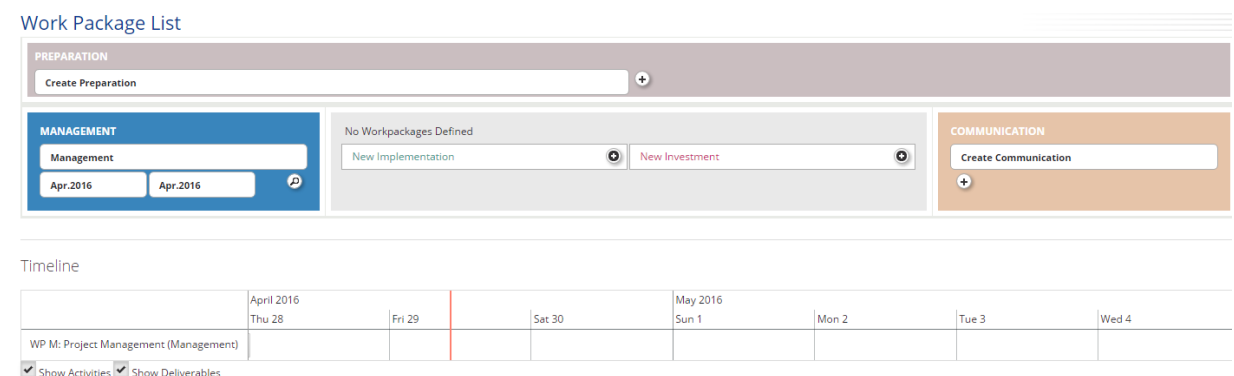 Work Package List
PREPARATION
Create Preparation
MANAGEMENT
Management
Apr.2016 Apr.2016
No Workpackages Defined
New Implementation New Investment
COMMUNICATION
Create Communication
Timeline
April 2016 May 2016
Thu 28 Fri 29 Sat 30 Sun 1 Mon 2 Tue 3 Wed 4
WP M: Project Management (Management)
Show Activities Show Deliverables